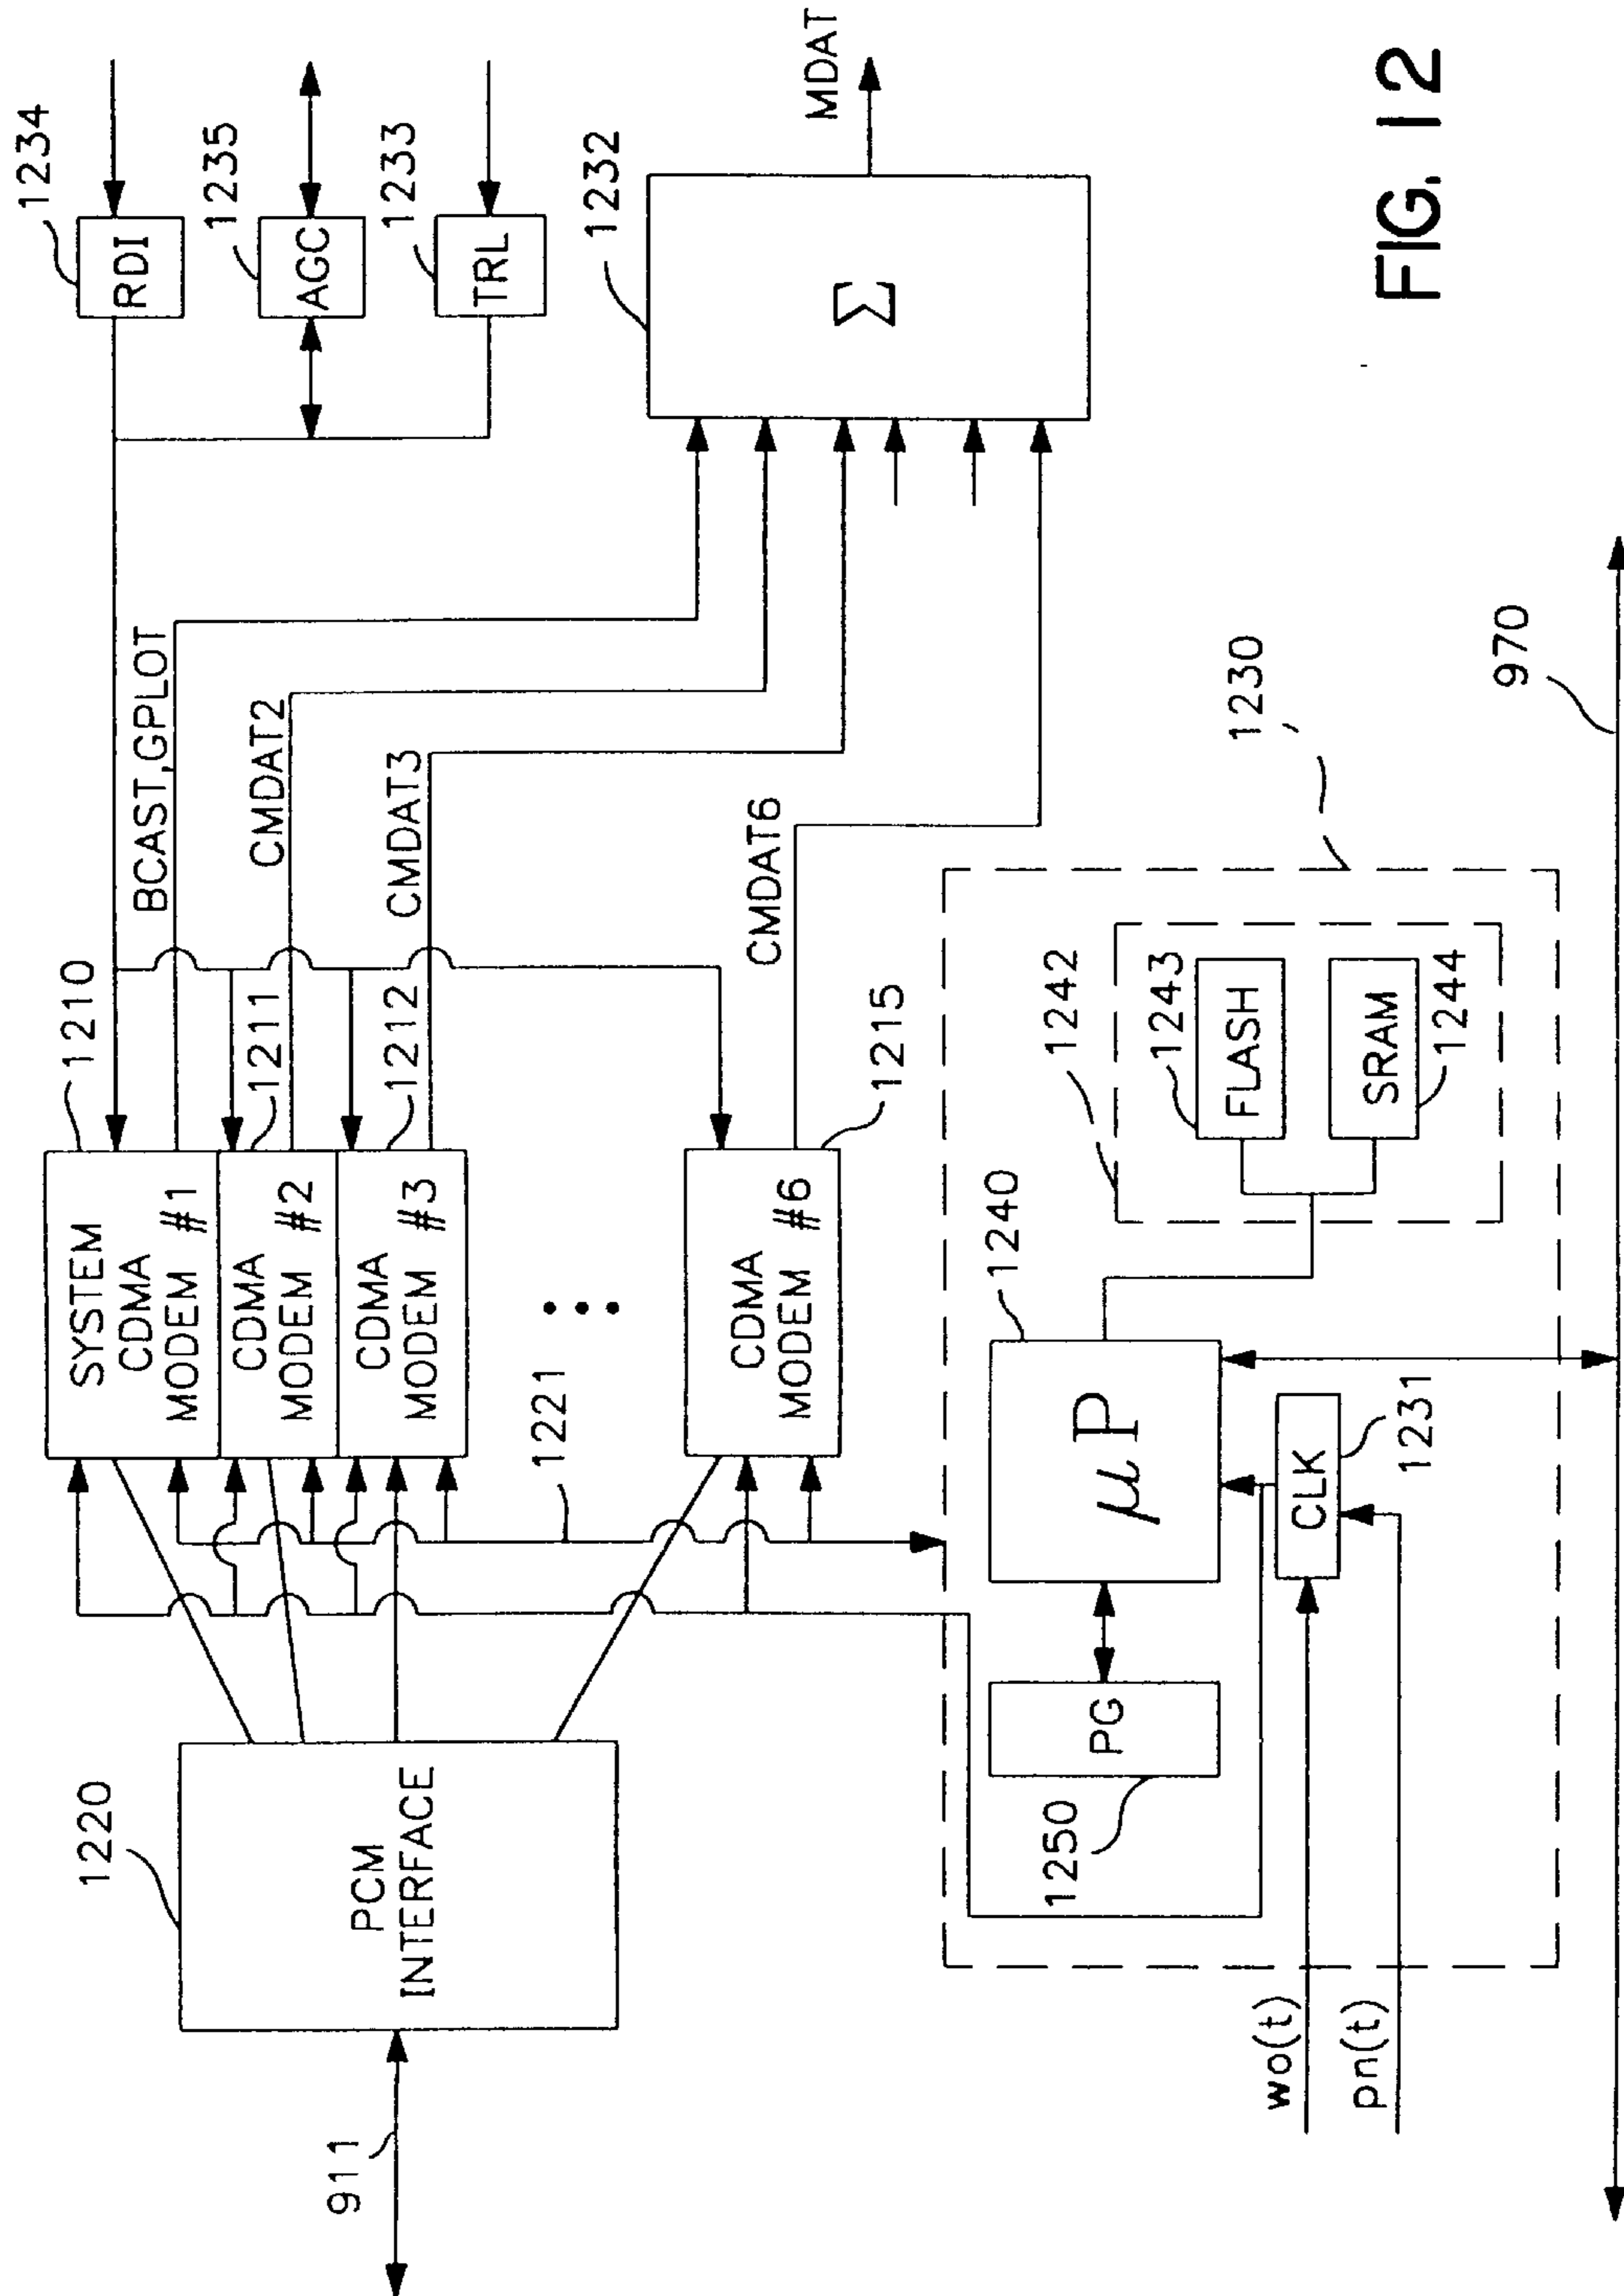 1220
PCM
INTERFACE
911
1210
SYSTEM
CDMA
MODEM #1
1211
CDMA
MODEM #2
1212
CDMA
MODEM #3
1221
1215
CDMA
MODEM #6
BCAST,GPLOT
CMDAT2
CMDAT3
CMDAT6
1234
RDI
1235
AGC
1233
TRL
1232
Σ
MDAT
1230
1240
μP
1242
1243
FLASH
SRAM
1244
1250
PG
CLK
1231
wo(t)
pn(t)
970
FIG. 12